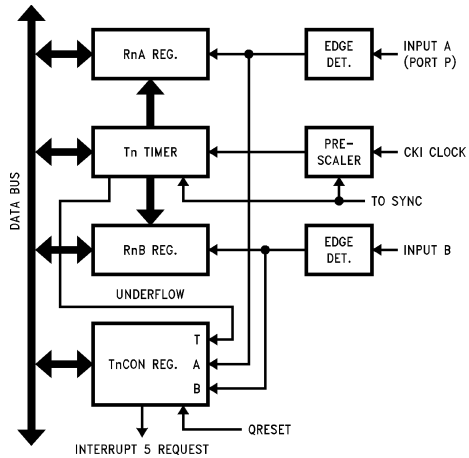 RnA REG.
EDGE
DET.
INPUT A
(PORT P)
Tn TIMER
PRE-
SCALER
CKI CLOCK
TO SYNC
DATA BUS
RnB REG.
EDGE
DET.
INPUT B
UNDERFLOW
T
TnCON REG.
A
B
QRESET
INTERRUPT 5 REQUEST